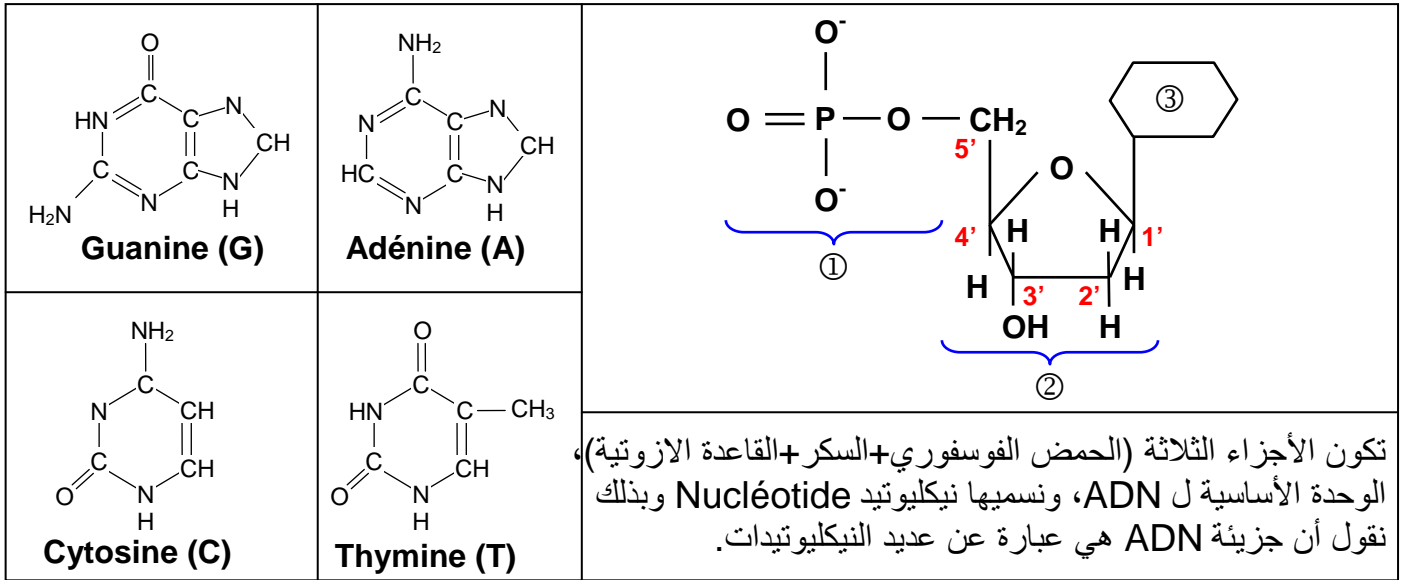 O
C N
HN C CH
C C N
H₂N N H
Guanine (G)
NH₂
C N
N C CH
HC C N
N H
Adénine (A)
O⁻
O = P – O – CH₂
O⁻
5’
O
③
4’ H H 1’
H 3’ 2’ H
OH H
①
②
NH₂
C
N CH
C CH
O N
H
Cytosine (C)
O
C
HN C – CH₃
C CH
O N
H
Thymine (T)
تكون الأجزاء الثلاثة (الحمض الفوسفوري+السكر+القاعدة الازوتية)،
الوحدة الأساسية ل ADN، ونسميها نيكليوتيد Nucléotide وبذلك
نقول أن جزيئة ADN هي عبارة عن عديد النيكليوتيدات.